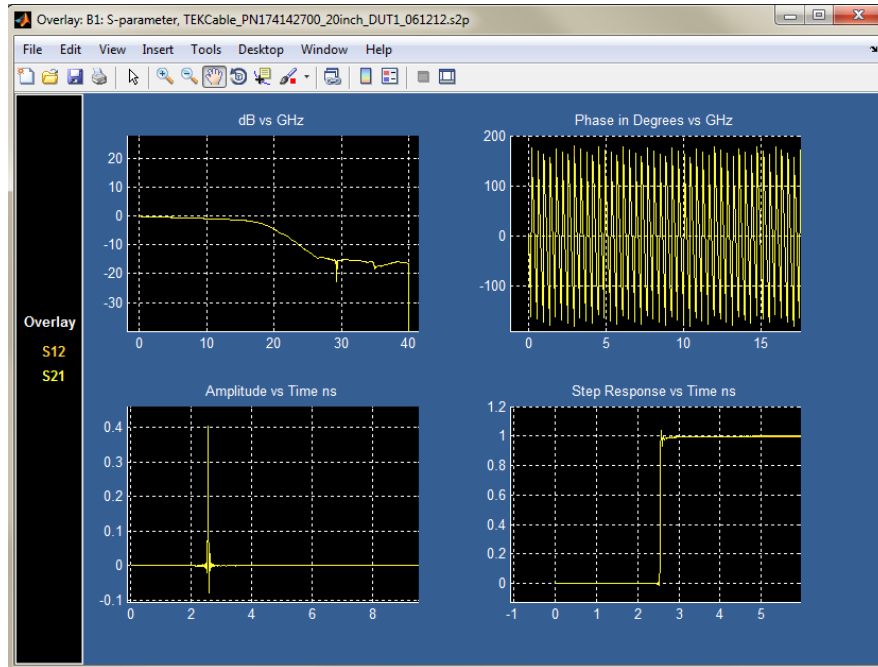 Overlay: B1: S-parameter, TEKCable_PN174142700_20inch_DUT1_061212.s2p
File Edit View Insert Tools Desktop Window Help
Overlay
S12
S21
dB vs GHz
20
10
0
-10
-20
-30
0 10 20 30 40
Phase in Degrees vs GHz
200
100
0
-100
0 5 10 15
Amplitude vs Time ns
0.4
0.3
0.2
0.1
0
-0.1
0 2 4 6 8
Step Response vs Time ns
1.2
1
0.8
0.6
0.4
0.2
0
-1 0 1 2 3 4 5